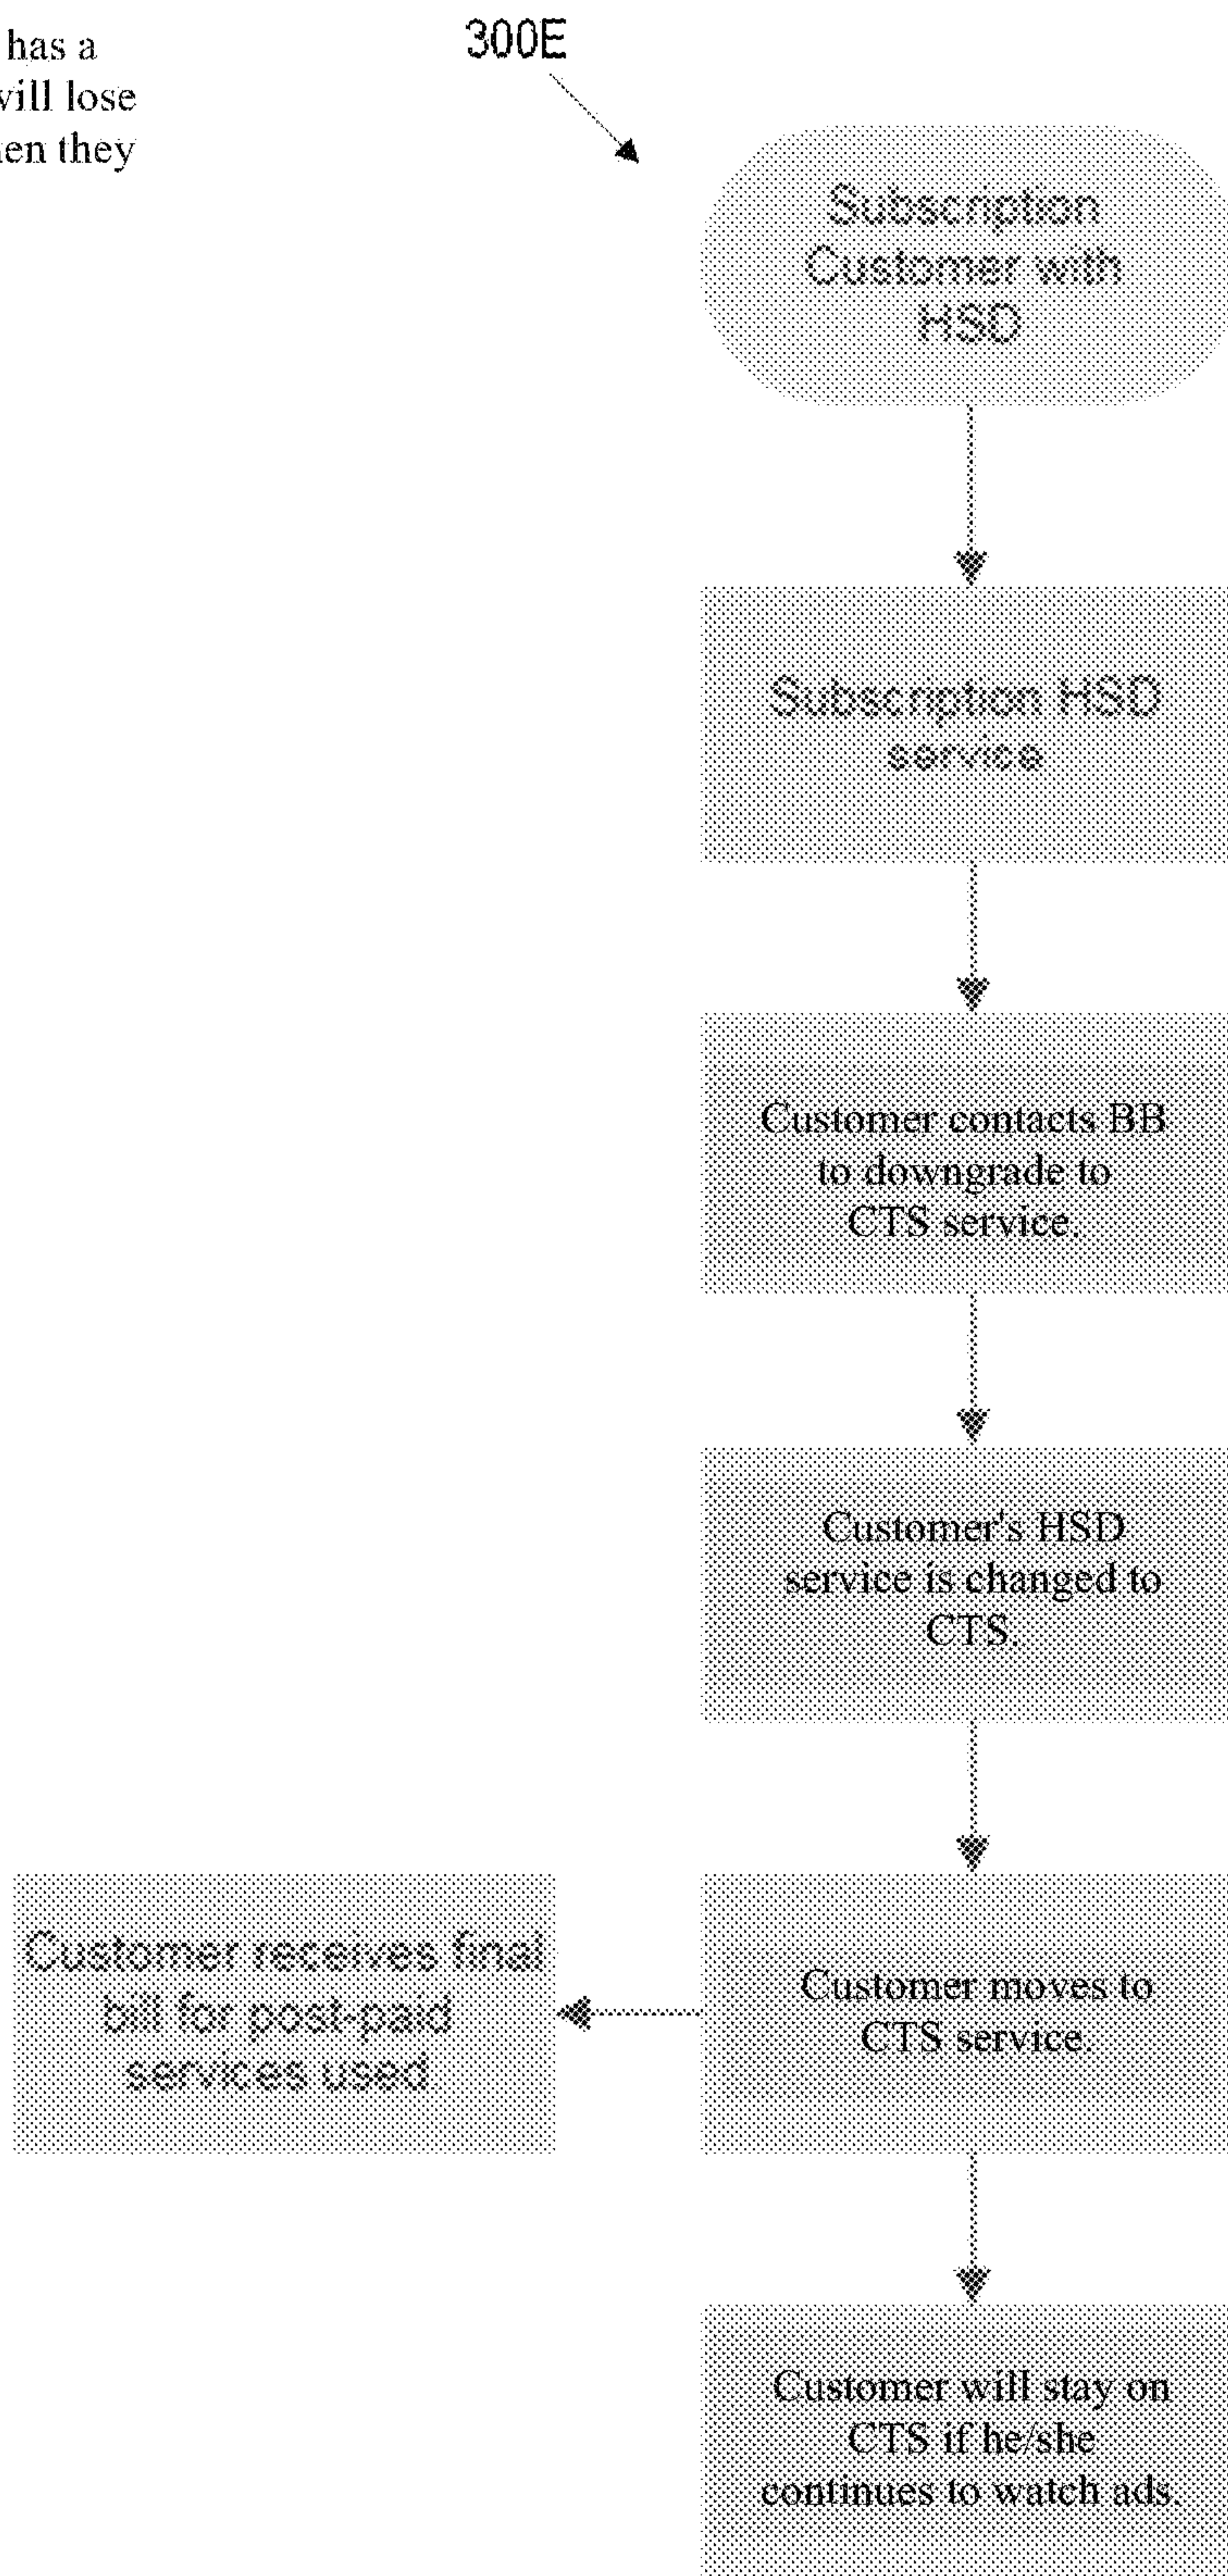 has a
will lose
they
300E
Subscription
Customer with
HSD
Subscription HSD
service
Customer contacts BB
to downgrade to
CTS service.
Customer's HSD
service is changed to
CTS.
Customer receives final
bill for post-paid
services used
Customer moves to
CTS service.
Customer will stay on
CTS if he/she
continues to watch ads.